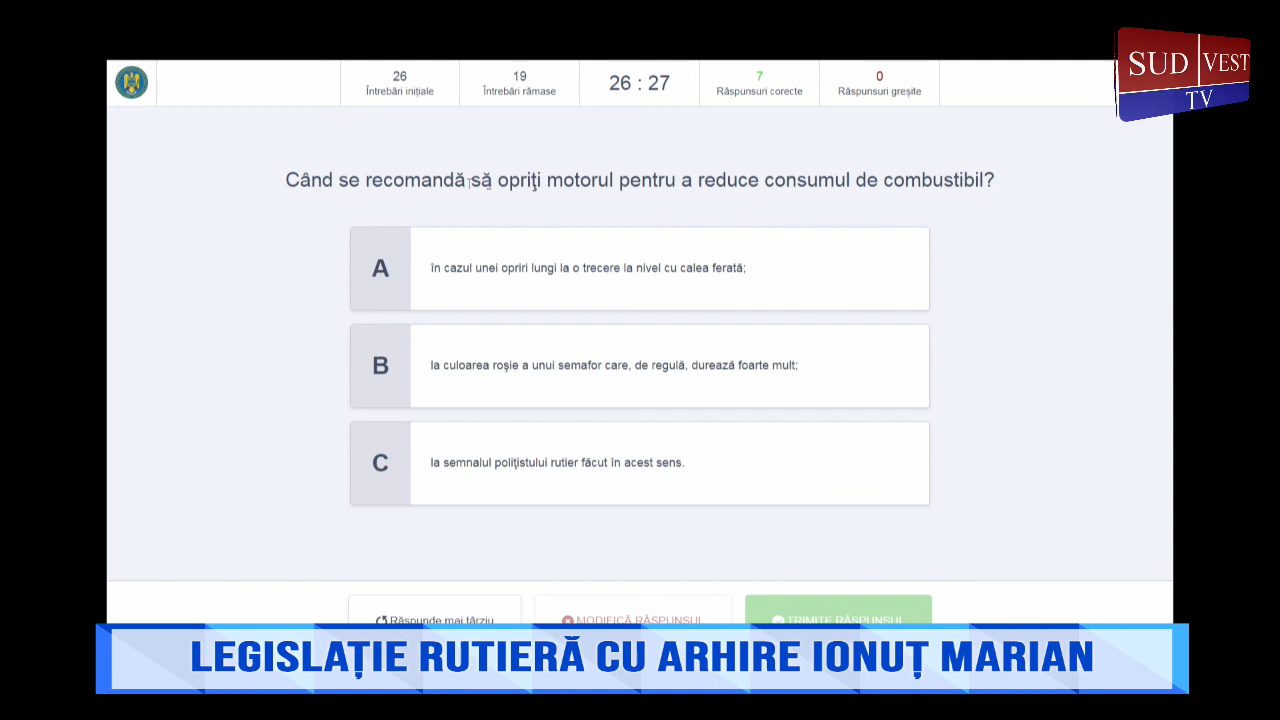 SUD VEST
TV
26
Întrebări inițiale
19
Întrebări rămase
26 : 27
7
Răspunsuri corecte
0
Răspunsuri greșite
Când se recomandă să opriţi motorul pentru a reduce consumul de combustibil?
A
în cazul unei opriri lungi la o trecere la nivel cu calea ferată;
B
la culoarea roşie a unui semafor care, de regulă, durează foarte mult;
C
la semnalul poliţistului rutier făcut în acest sens.
Răspunde mai târziu
MODIFICĂ RĂSPUNSUL
TRIMITE RĂSPUNSUL
LEGISLAȚIE RUTIERĂ CU ARHIRE IONUȚ MARIAN